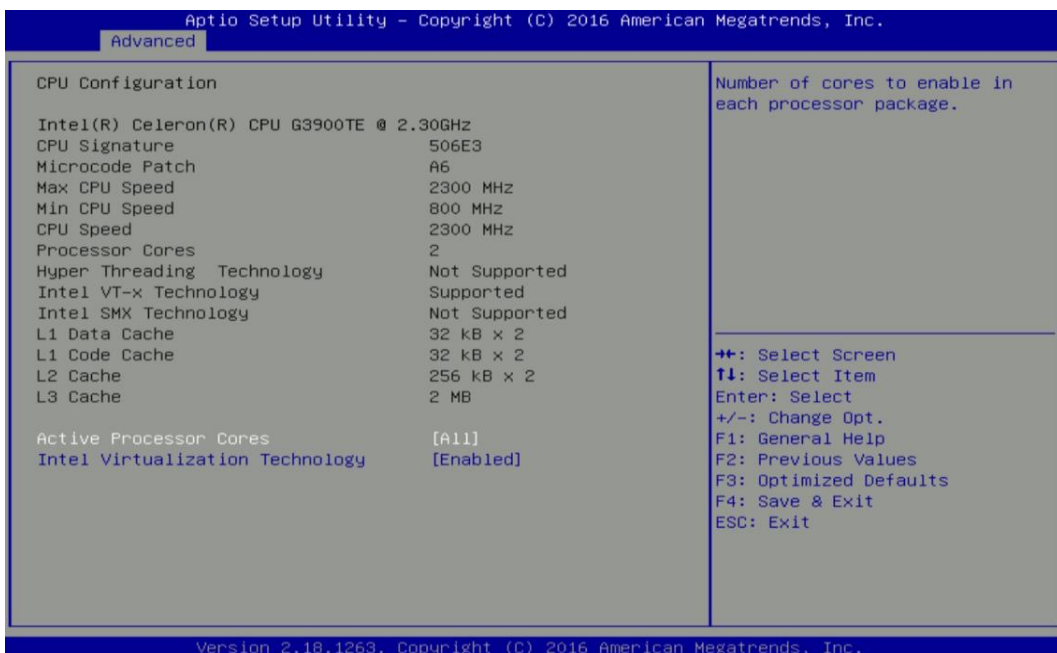 Aptio Setup Utility – Copyright (C) 2016 American Megatrends, Inc.
Advanced
CPU Configuration
Intel(R) Celeron(R) CPU G3900TE @ 2.30GHz
CPU Signature 506E3
Microcode Patch A6
Max CPU Speed 2300 MHz
Min CPU Speed 800 MHz
CPU Speed 2300 MHz
Processor Cores 2
Hyper Threading Technology Not Supported
Intel VT-x Technology Supported
Intel SMX Technology Not Supported
L1 Data Cache 32 kB x 2
L1 Code Cache 32 kB x 2
L2 Cache 256 kB x 2
L3 Cache 2 MB
Active Processor Cores [All]
Intel Virtualization Technology [Enabled]
Number of cores to enable in
each processor package.
→←: Select Screen
↑↓: Select Item
Enter: Select
+/-: Change Opt.
F1: General Help
F2: Previous Values
F3: Optimized Defaults
F4: Save & Exit
ESC: Exit
Version 2.18.1263. Copyright (C) 2016 American Megatrends, Inc.